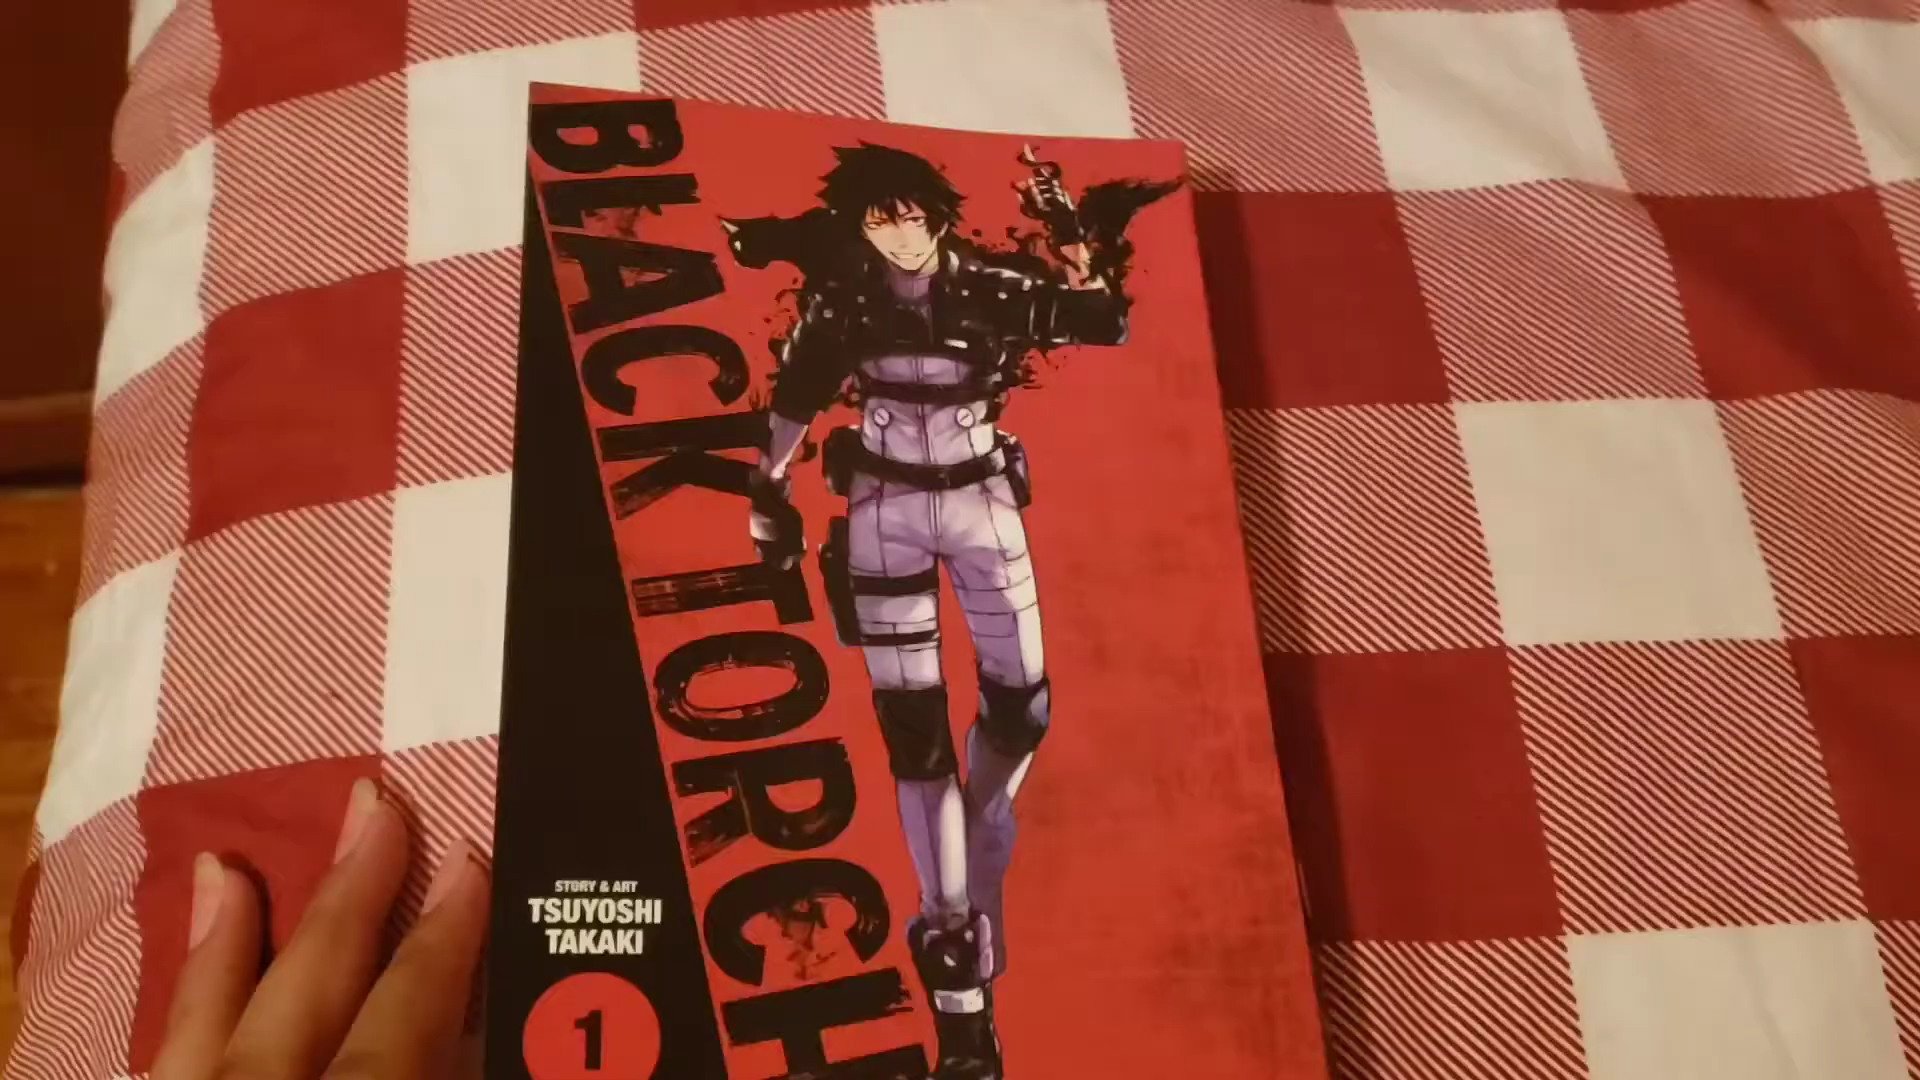 BLACK TORCH
STORY & ART
TSUYOSHI
TAKAKI
1